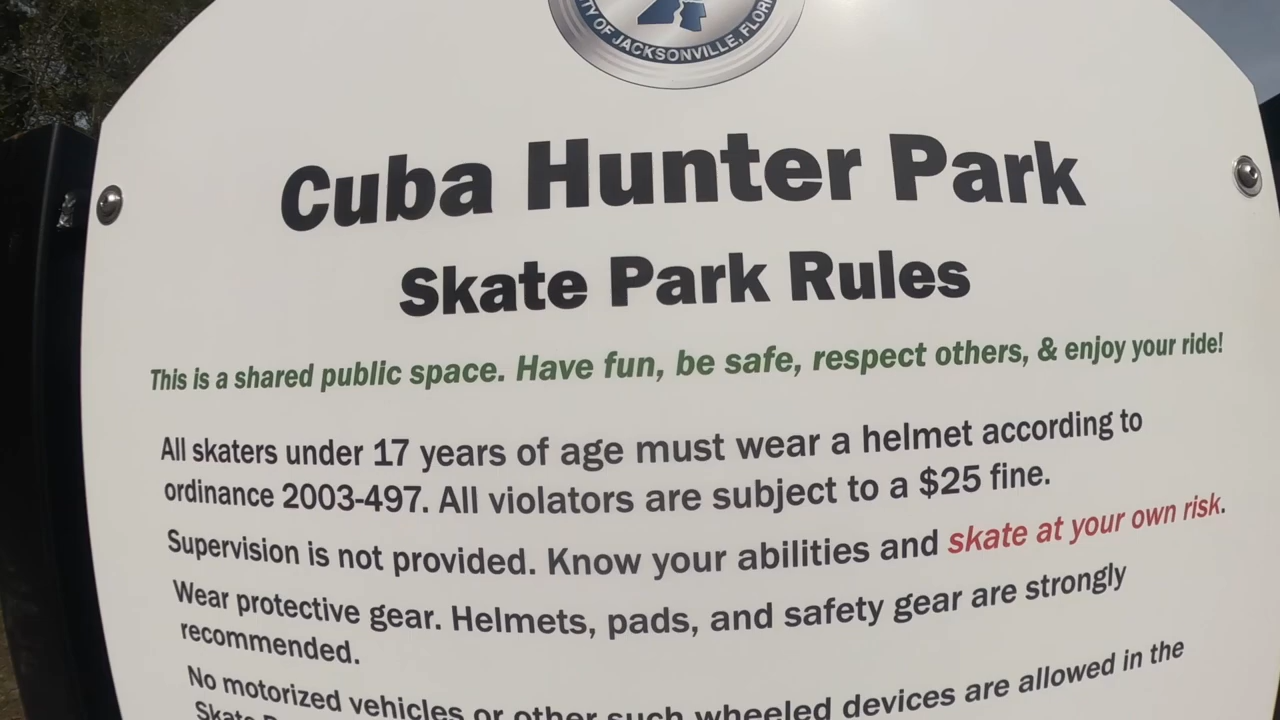 TY OF JACKSONVILLE, FLORI
Cuba Hunter Park
Skate Park Rules
This is a shared public space. Have fun, be safe, respect others, & enjoy your ride!
All skaters under 17 years of age must wear a helmet according to
ordinance 2003-497. All violators are subject to a $25 fine.
Supervision is not provided. Know your abilities and skate at your own risk.
Wear protective gear. Helmets, pads, and safety gear are strongly
recommended.
No motorized vehicles or other such wheeled devices are allowed in the
Skate